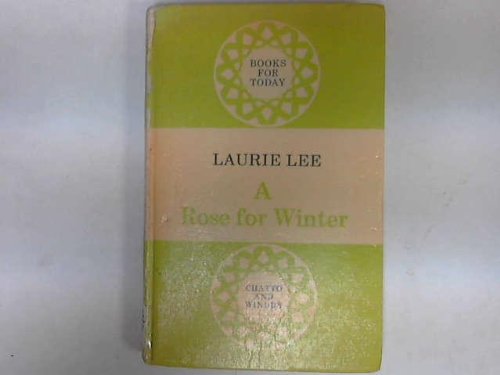 BOOKS
FOR
TODAY
LAURIE LEE
A
Rose for Winter
CHATTO
AND
WINDUS